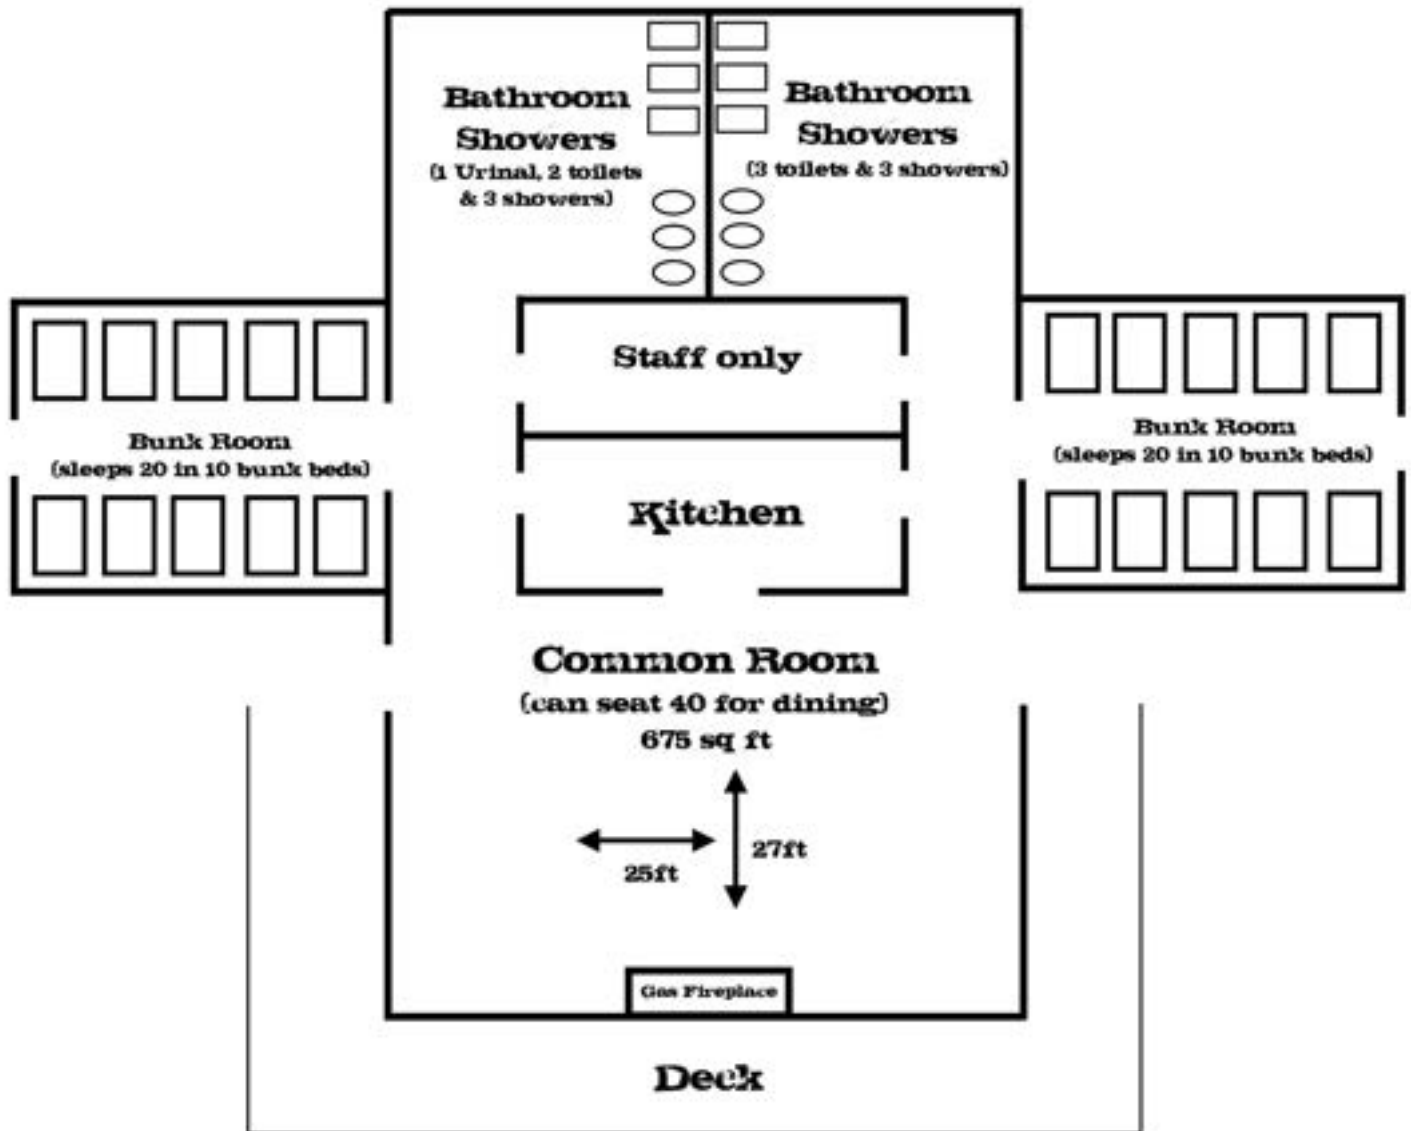 Bathroom
Showers
(1 Urinal, 2 toilets
& 3 showers)
Bathroom
Showers
(3 toilets & 3 showers)
Staff only
Bunk Room
(sleeps 20 in 10 bunk beds)
Bunk Room
(sleeps 20 in 10 bunk beds)
Kitchen
Common Room
(can seat 40 for dining)
675 sq ft
25ft
27ft
Gas Fireplace
Deck